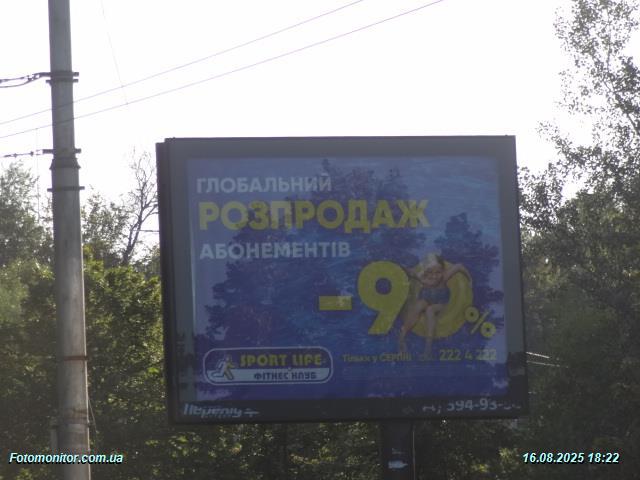 ГЛОБАЛЬНИЙ
РОЗПРОДАЖ
АБОНЕМЕНТІВ
-90%
SPORT LIFE
ФІТНЕС КЛУБ
Тільки у СЕРПНІ
222 4 222
Fotomonitor.com.ua
16.08.2025 18:22